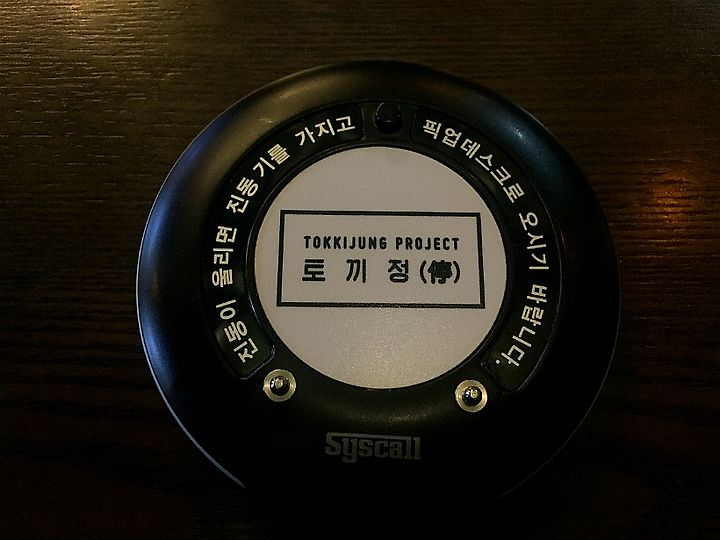 진동이 울리면 진동기를 가지고
픽업데스크로 오시기 바랍니다.
TOKKIJUNG PROJECT
토끼정(停)
Syscall